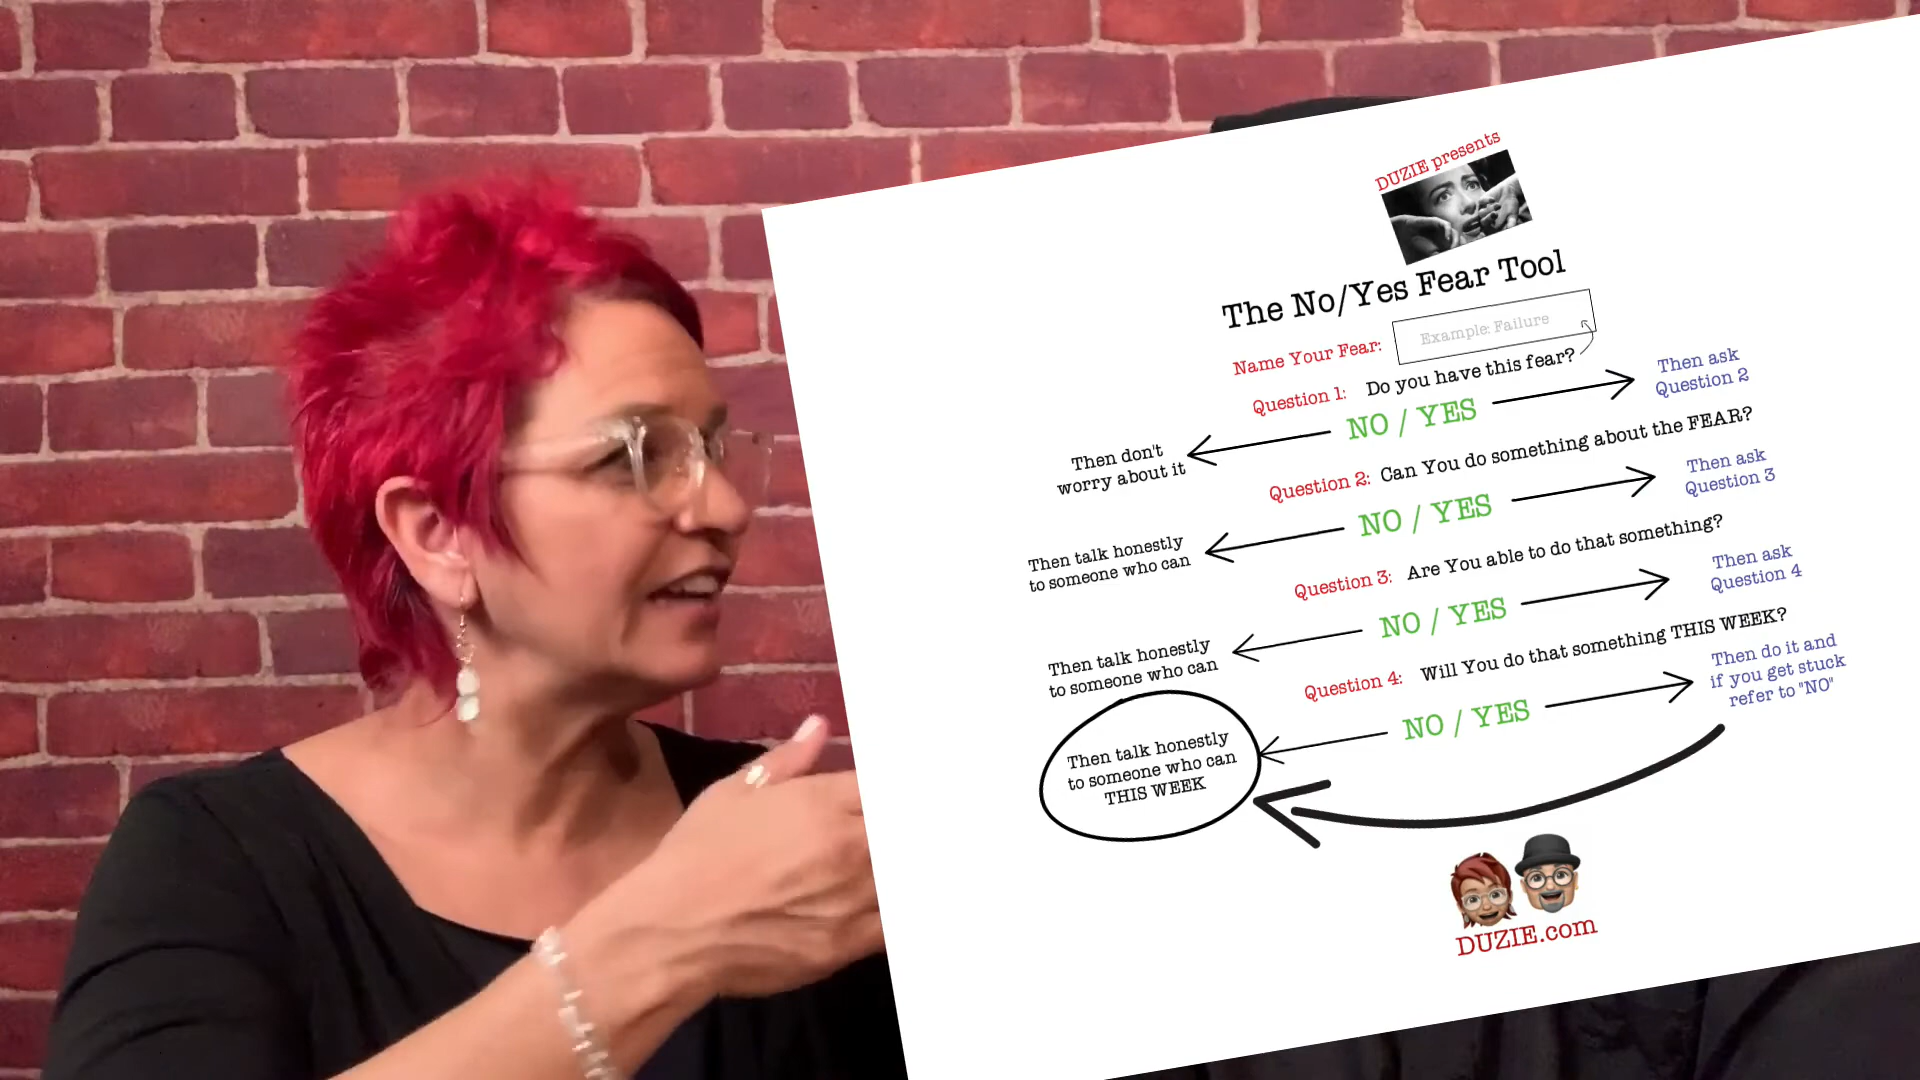 DUZIE presents
The No/Yes Fear Tool
Name Your Fear: Example: Failure
Question 1: Do you have this fear?
NO / YES
Then ask
Question 2
Then don't
worry about it
Question 2: Can You do something about the FEAR?
NO / YES
Then ask
Question 3
Then talk honestly
to someone who can
Question 3: Are You able to do that something?
NO / YES
Then ask
Question 4
Then talk honestly
to someone who can
Question 4: Will You do that something THIS WEEK?
NO / YES
Then do it and
if you get stuck
refer to "NO"
Then talk honestly
to someone who can
THIS WEEK
DUZIE.com